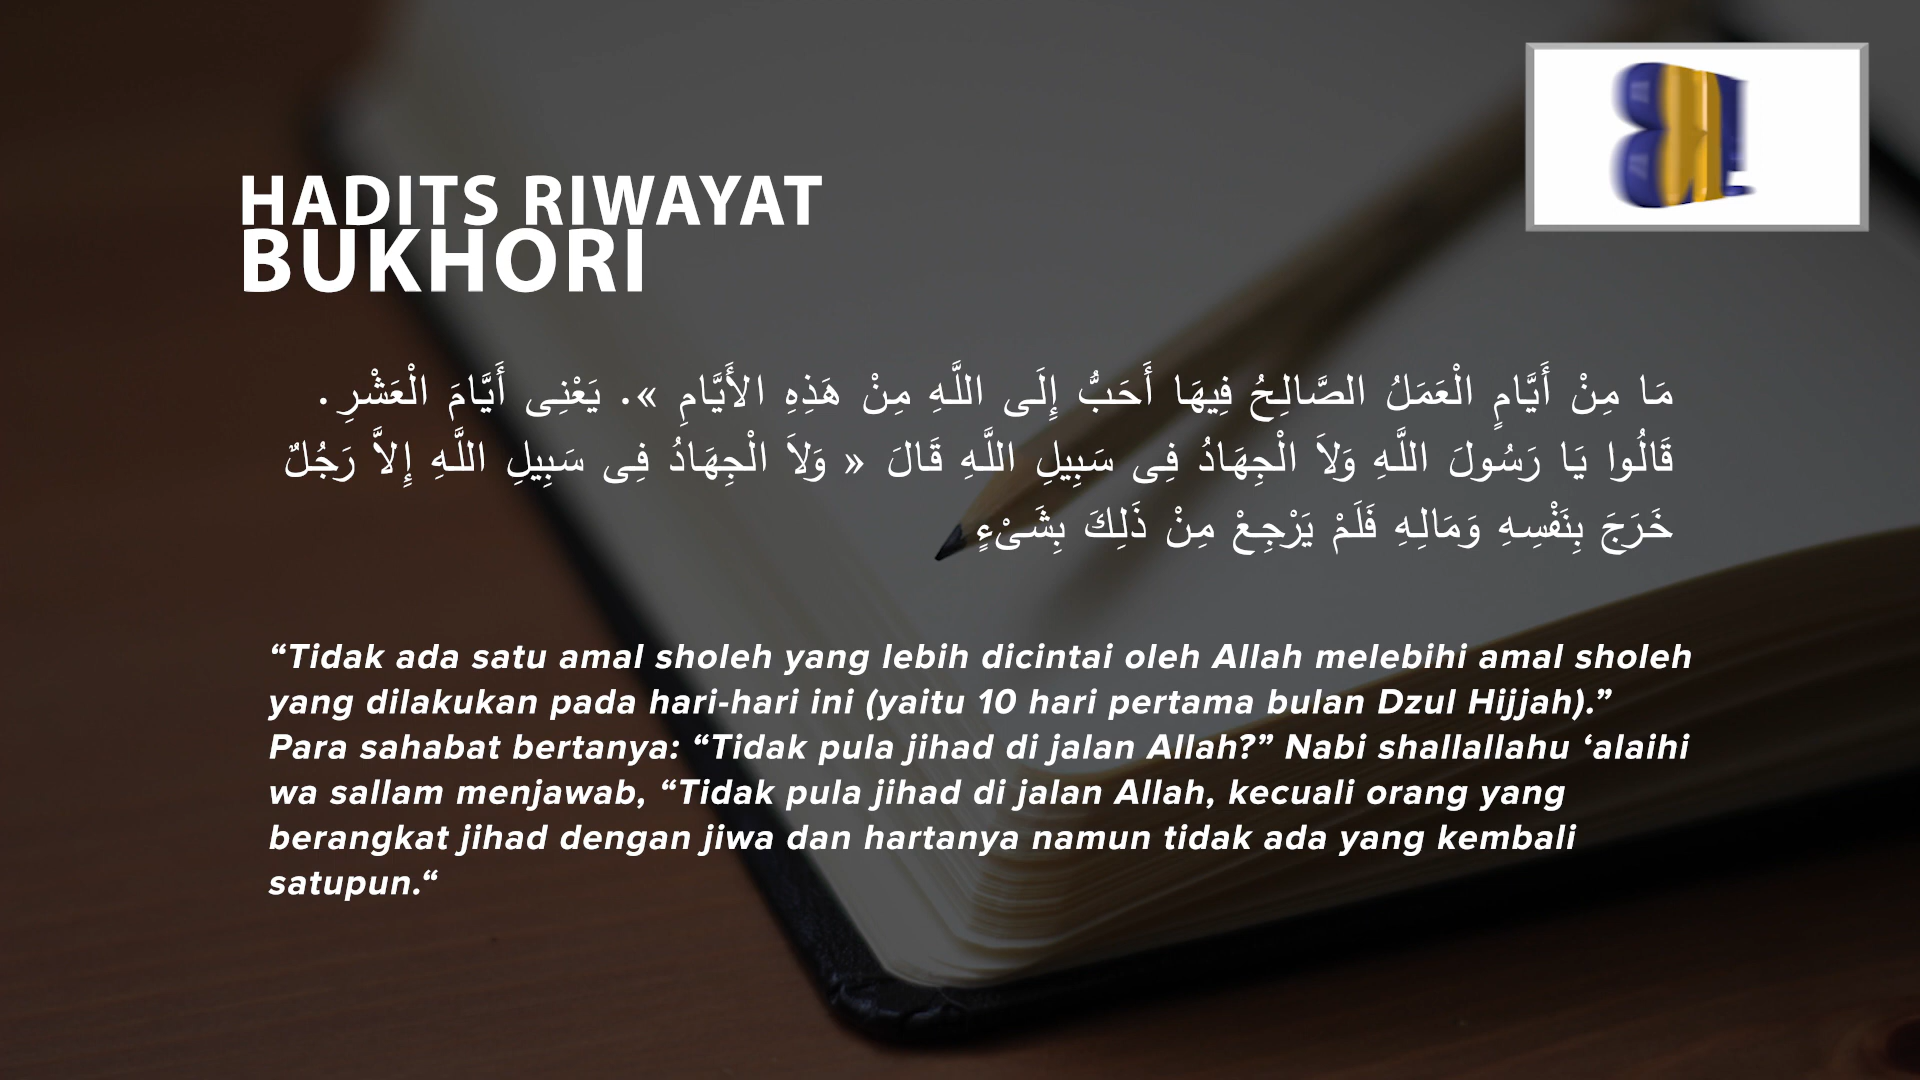 HADITS RIWAYAT
BUKHORI
مَا مِنْ أَيَّامٍ الْعَمَلُ الصَّالِحُ فِيهَا أَحَبُّ إِلَى اللَّهِ مِنْ هَذِهِ الأَيَّامِ ». يَعْنِى أَيَّامَ الْعَشْرِ.
قَالُوا يَا رَسُولَ اللَّهِ وَلاَ الْجِهَادُ فِى سَبِيلِ اللَّهِ قَالَ « وَلاَ الْجِهَادُ فِى سَبِيلِ اللَّهِ إِلاَّ رَجُلٌ
خَرَجَ بِنَفْسِهِ وَمَالِهِ فَلَمْ يَرْجِعْ مِنْ ذَلِكَ بِشَىْءٍ
“Tidak ada satu amal sholeh yang lebih dicintai oleh Allah melebihi amal sholeh
yang dilakukan pada hari-hari ini (yaitu 10 hari pertama bulan Dzul Hijjah).”
Para sahabat bertanya: “Tidak pula jihad di jalan Allah?” Nabi shallallahu ‘alaihi
wa sallam menjawab, “Tidak pula jihad di jalan Allah, kecuali orang yang
berangkat jihad dengan jiwa dan hartanya namun tidak ada yang kembali
satupun.“